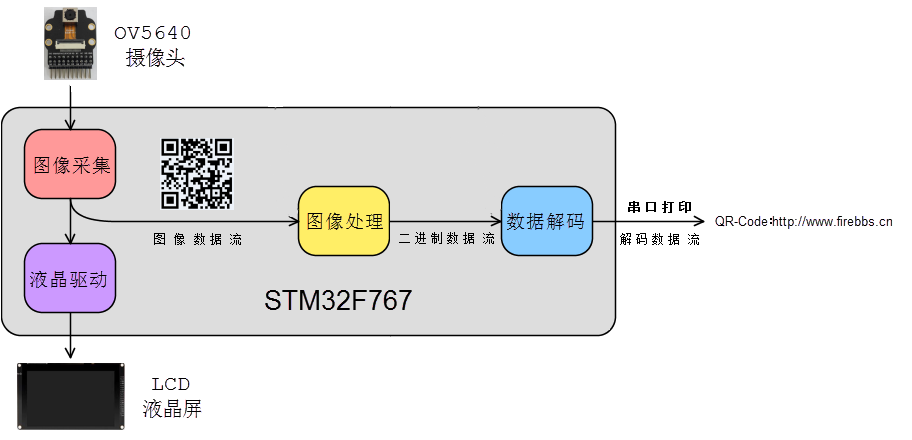 OV5640
摄像头
图像采集
图像数据流
图像处理
二进制数据流
数据解码
串口打印
解码数据流
QR-Code:http://www.firebbs.cn
液晶驱动
STM32F767
LCD
液晶屏